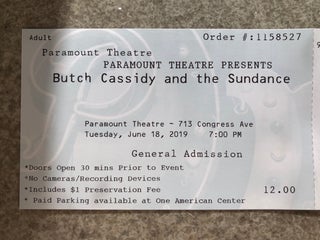 Adult Order #:1158527
Paramount Theatre
PARAMOUNT THEATRE PRESENTS
Butch Cassidy and the Sundance
Paramount Theatre - 713 Congress Ave
Tuesday, June 18, 2019 7:00 PM
General Admission
*Doors Open 30 mins Prior to Event
*No Cameras/Recording Devices
*Includes $1 Preservation Fee 12.00
* Paid Parking available at One American Center